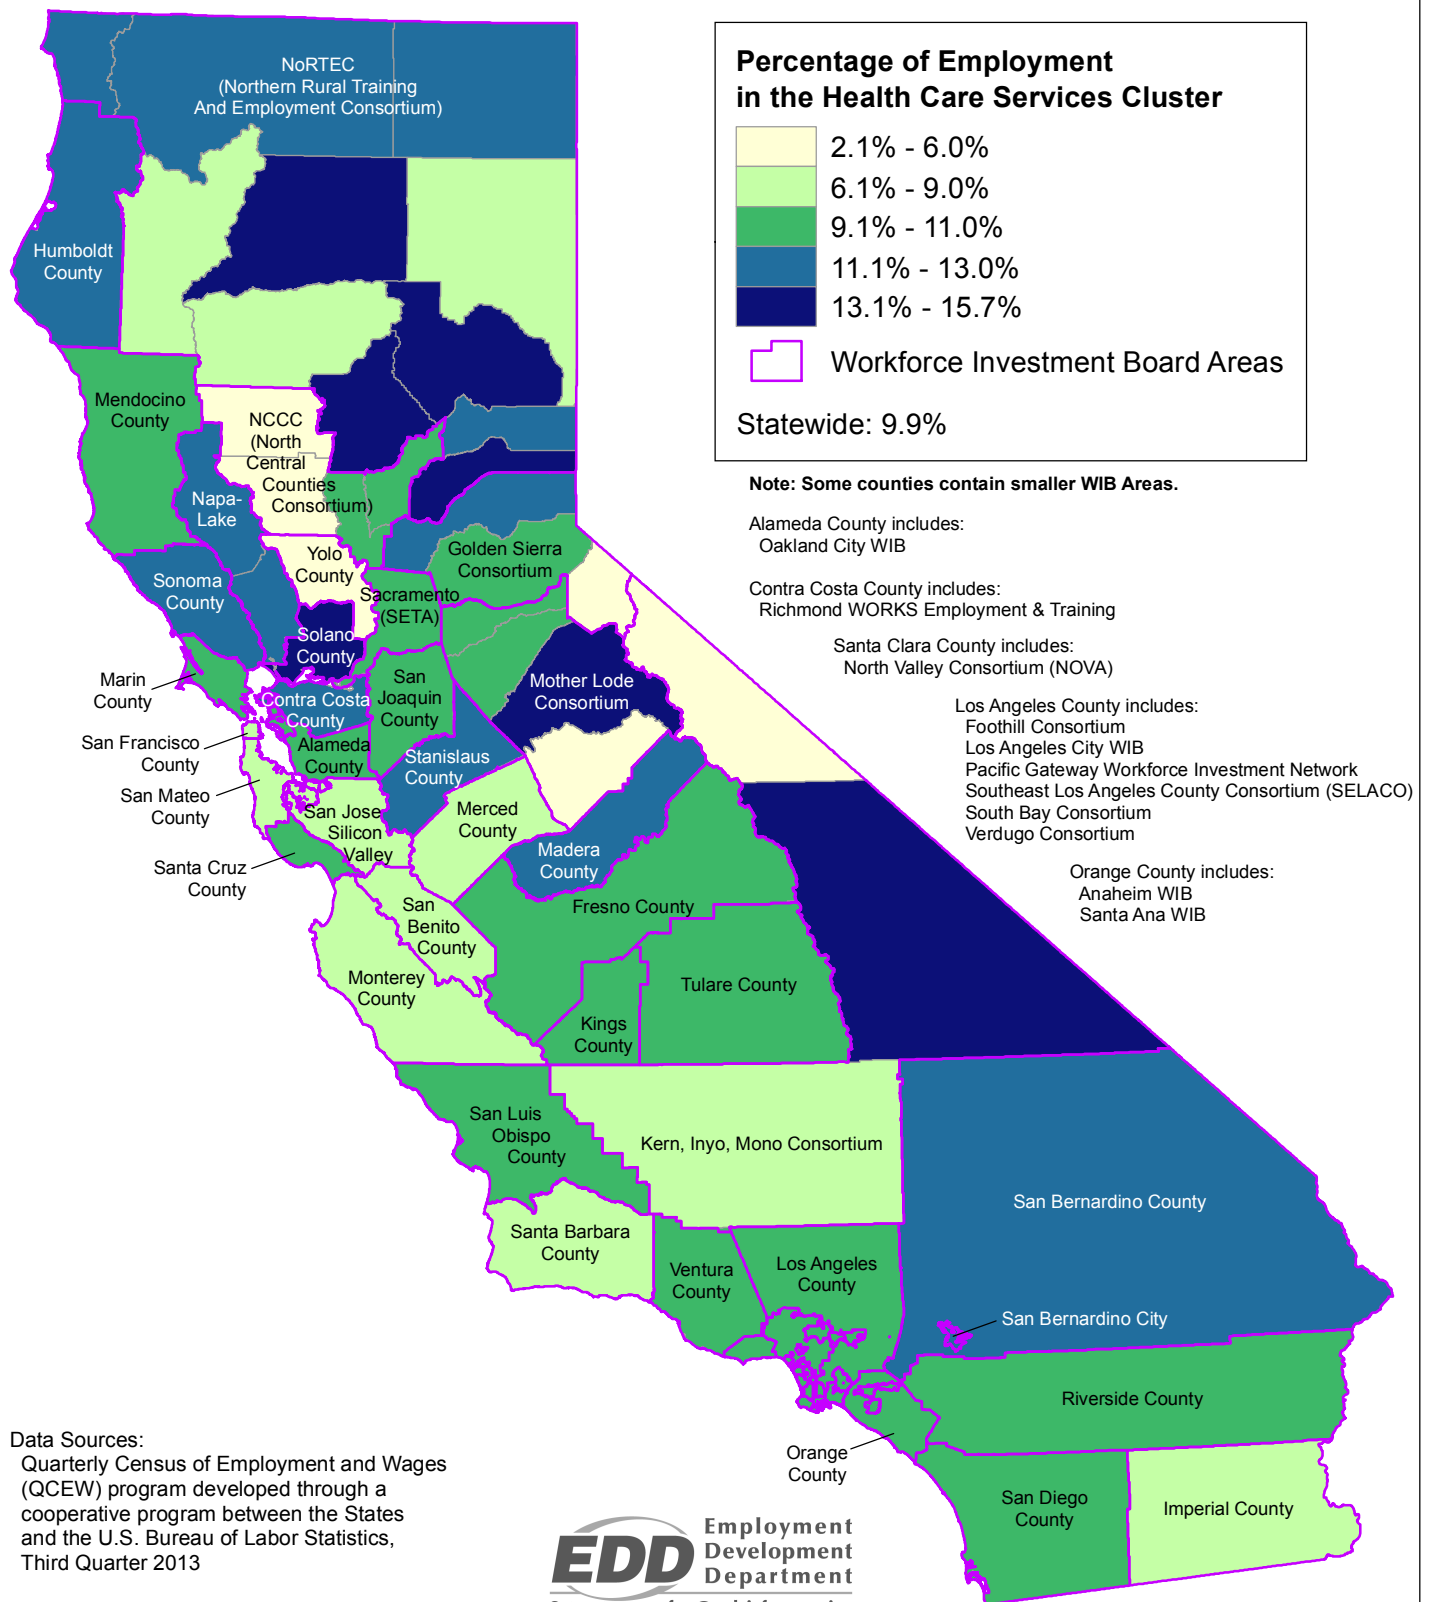 Percentage of Employment
in the Health Care Services Cluster
2.1% - 6.0%
6.1% - 9.0%
9.1% - 11.0%
11.1% - 13.0%
13.1% - 15.7%
Workforce Investment Board Areas
Statewide: 9.9%
Note: Some counties contain smaller WIB Areas.
Alameda County includes:
Oakland City WIB
Contra Costa County includes:
Richmond WORKS Employment & Training
Santa Clara County includes:
North Valley Consortium (NOVA)
Los Angeles County includes:
Foothill Consortium
Los Angeles City WIB
Pacific Gateway Workforce Investment Network
Southeast Los Angeles County Consortium (SELACO)
South Bay Consortium
Verdugo Consortium
Orange County includes:
Anaheim WIB
Santa Ana WIB
NoRTEC
(Northern Rural Training
And Employment Consortium)
Humboldt
County
Mendocino
County
NCCC
(North
Central
Counties
Consortium)
Napa-
Lake
Yolo
County
Golden Sierra
Consortium
Sonoma
County
Sacramento
(SETA)
Solano
County
Marin
County
Contra Costa
County
San
Joaquin
County
Mother Lode
Consortium
San Francisco
County
Alameda
County
Stanislaus
County
San Mateo
County
San Jose
Silicon
Valley
Merced
County
Santa Cruz
County
Madera
County
San
Benito
County
Fresno County
Monterey
County
Tulare County
Kings
County
San Luis
Obispo
County
Kern, Inyo, Mono Consortium
San Bernardino County
Santa Barbara
County
Ventura
County
Los Angeles
County
San Bernardino City
Riverside County
Orange
County
San Diego
County
Imperial County
Data Sources:
Quarterly Census of Employment and Wages
(QCEW) program developed through a
cooperative program between the States
and the U.S. Bureau of Labor Statistics,
Third Quarter 2013
EDD
Employment
Development
Department